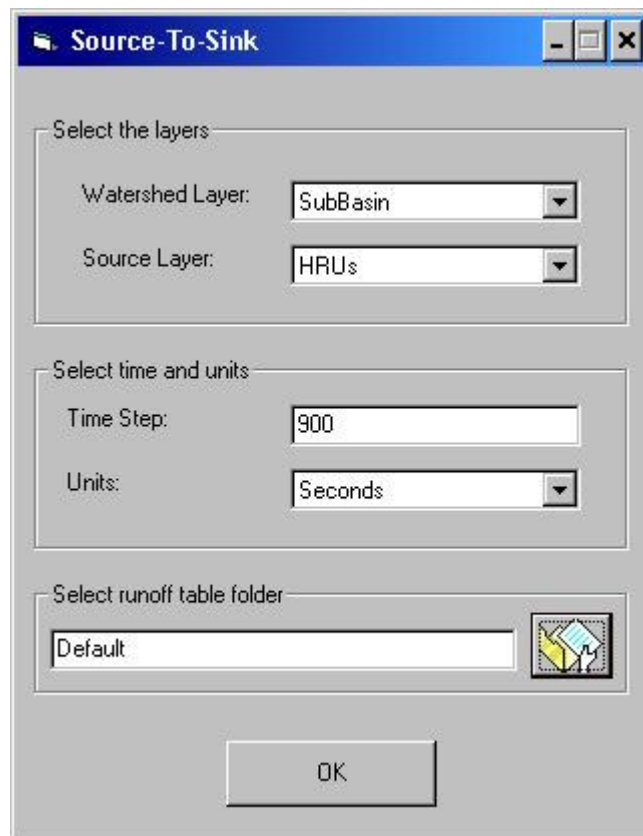 Source-To-Sink
Select the layers
Watershed Layer: SubBasin
Source Layer: HRUs
Select time and units
Time Step: 900
Units: Seconds
Select runoff table folder
Default
OK